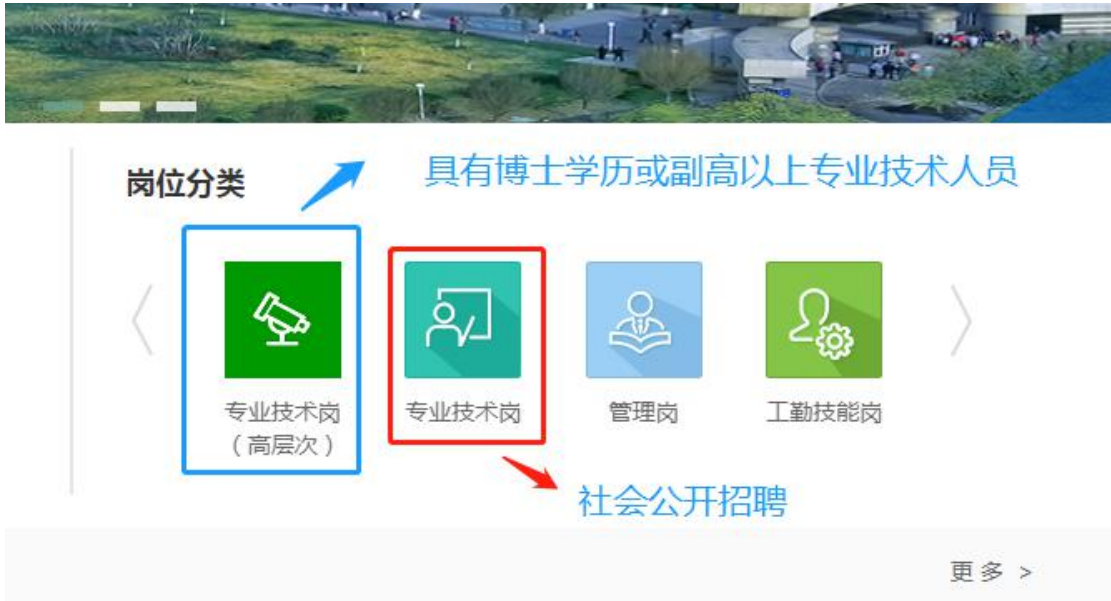 具有博士学历或副高以上专业技术人员
岗位分类
专业技术岗
（高层次）
专业技术岗
管理岗
工勤技能岗
社会公开招聘
更多 >